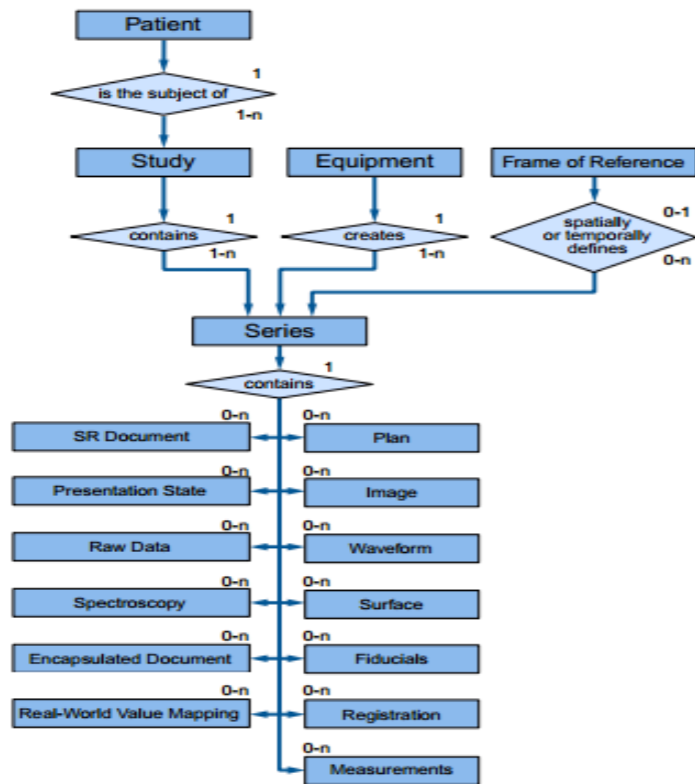 Patient
1
is the subject of
1-n
Study
Equipment
Frame of Reference
1
contains
1-n
1
creates
1-n
0-1
spatially
or temporally
defines
0-n
Series
1
contains
0-n
0-n
SR Document
Plan
0-n
0-n
Presentation State
Image
0-n
0-n
Raw Data
Waveform
0-n
0-n
Spectroscopy
Surface
0-n
0-n
Encapsulated Document
Fiducials
0-n
0-n
Real-World Value Mapping
Registration
0-n
Measurements